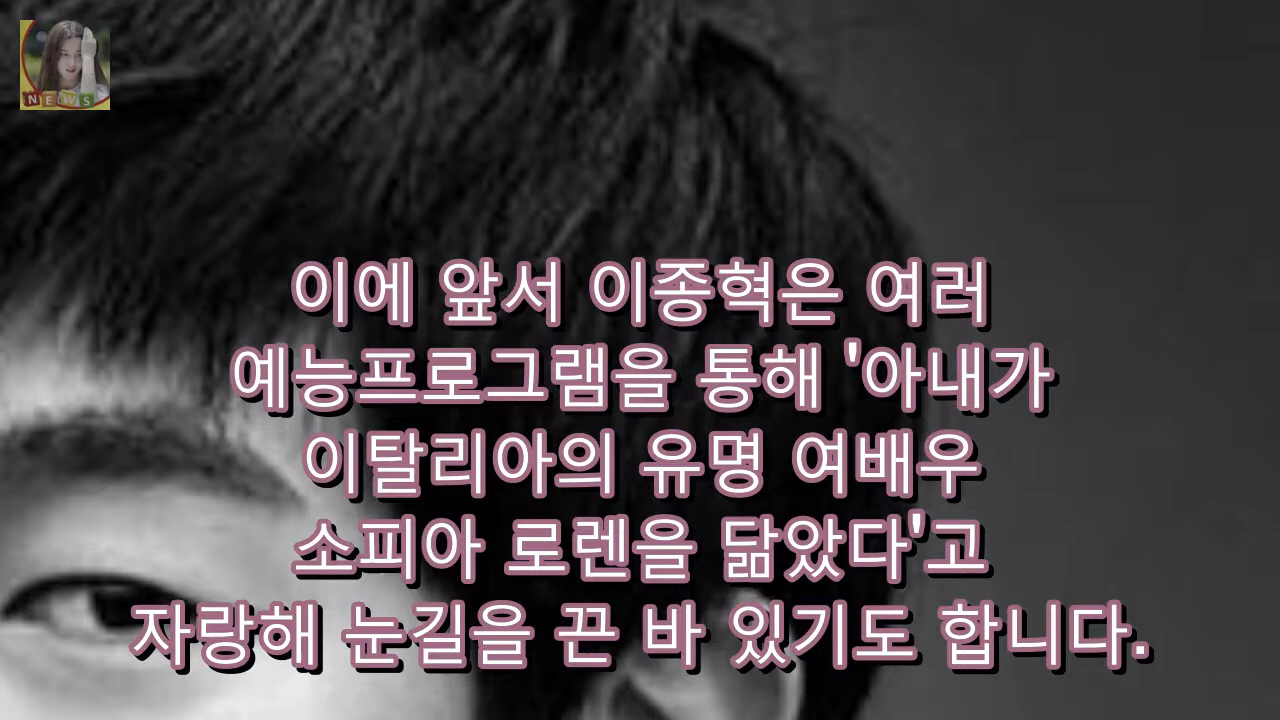 NEWS
이에 앞서 이종혁은 여러
예능프로그램을 통해 '아내가
이탈리아의 유명 여배우
소피아 로렌을 닮았다'고
자랑해 눈길을 끈 바 있기도 합니다.